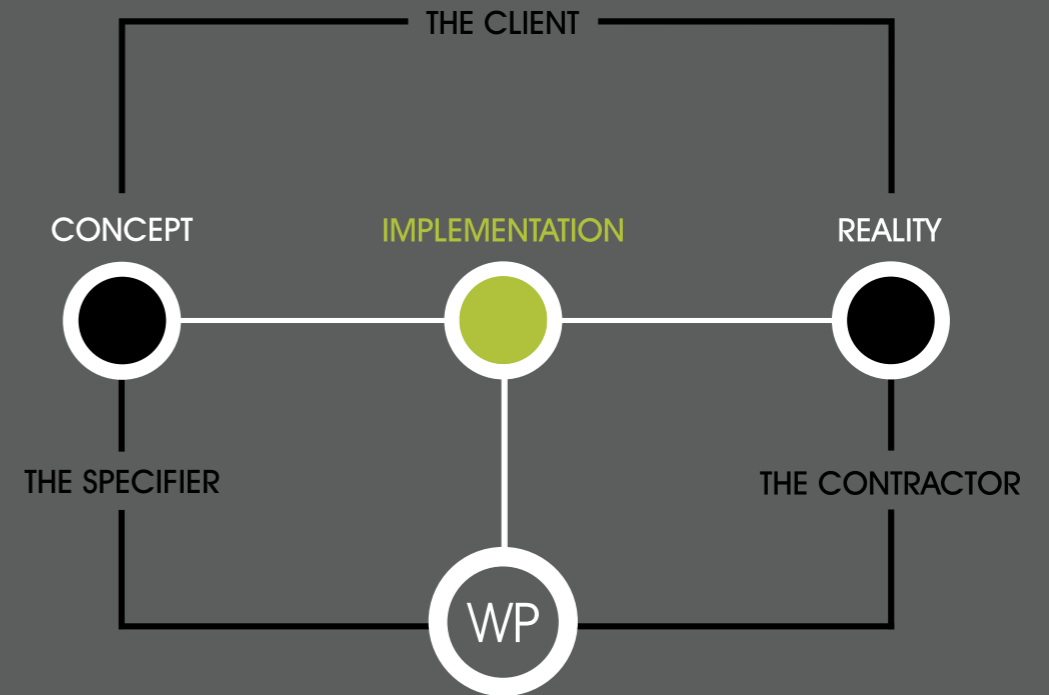 THE CLIENT
CONCEPT
IMPLEMENTATION
REALITY
THE SPECIFIER
THE CONTRACTOR
WP